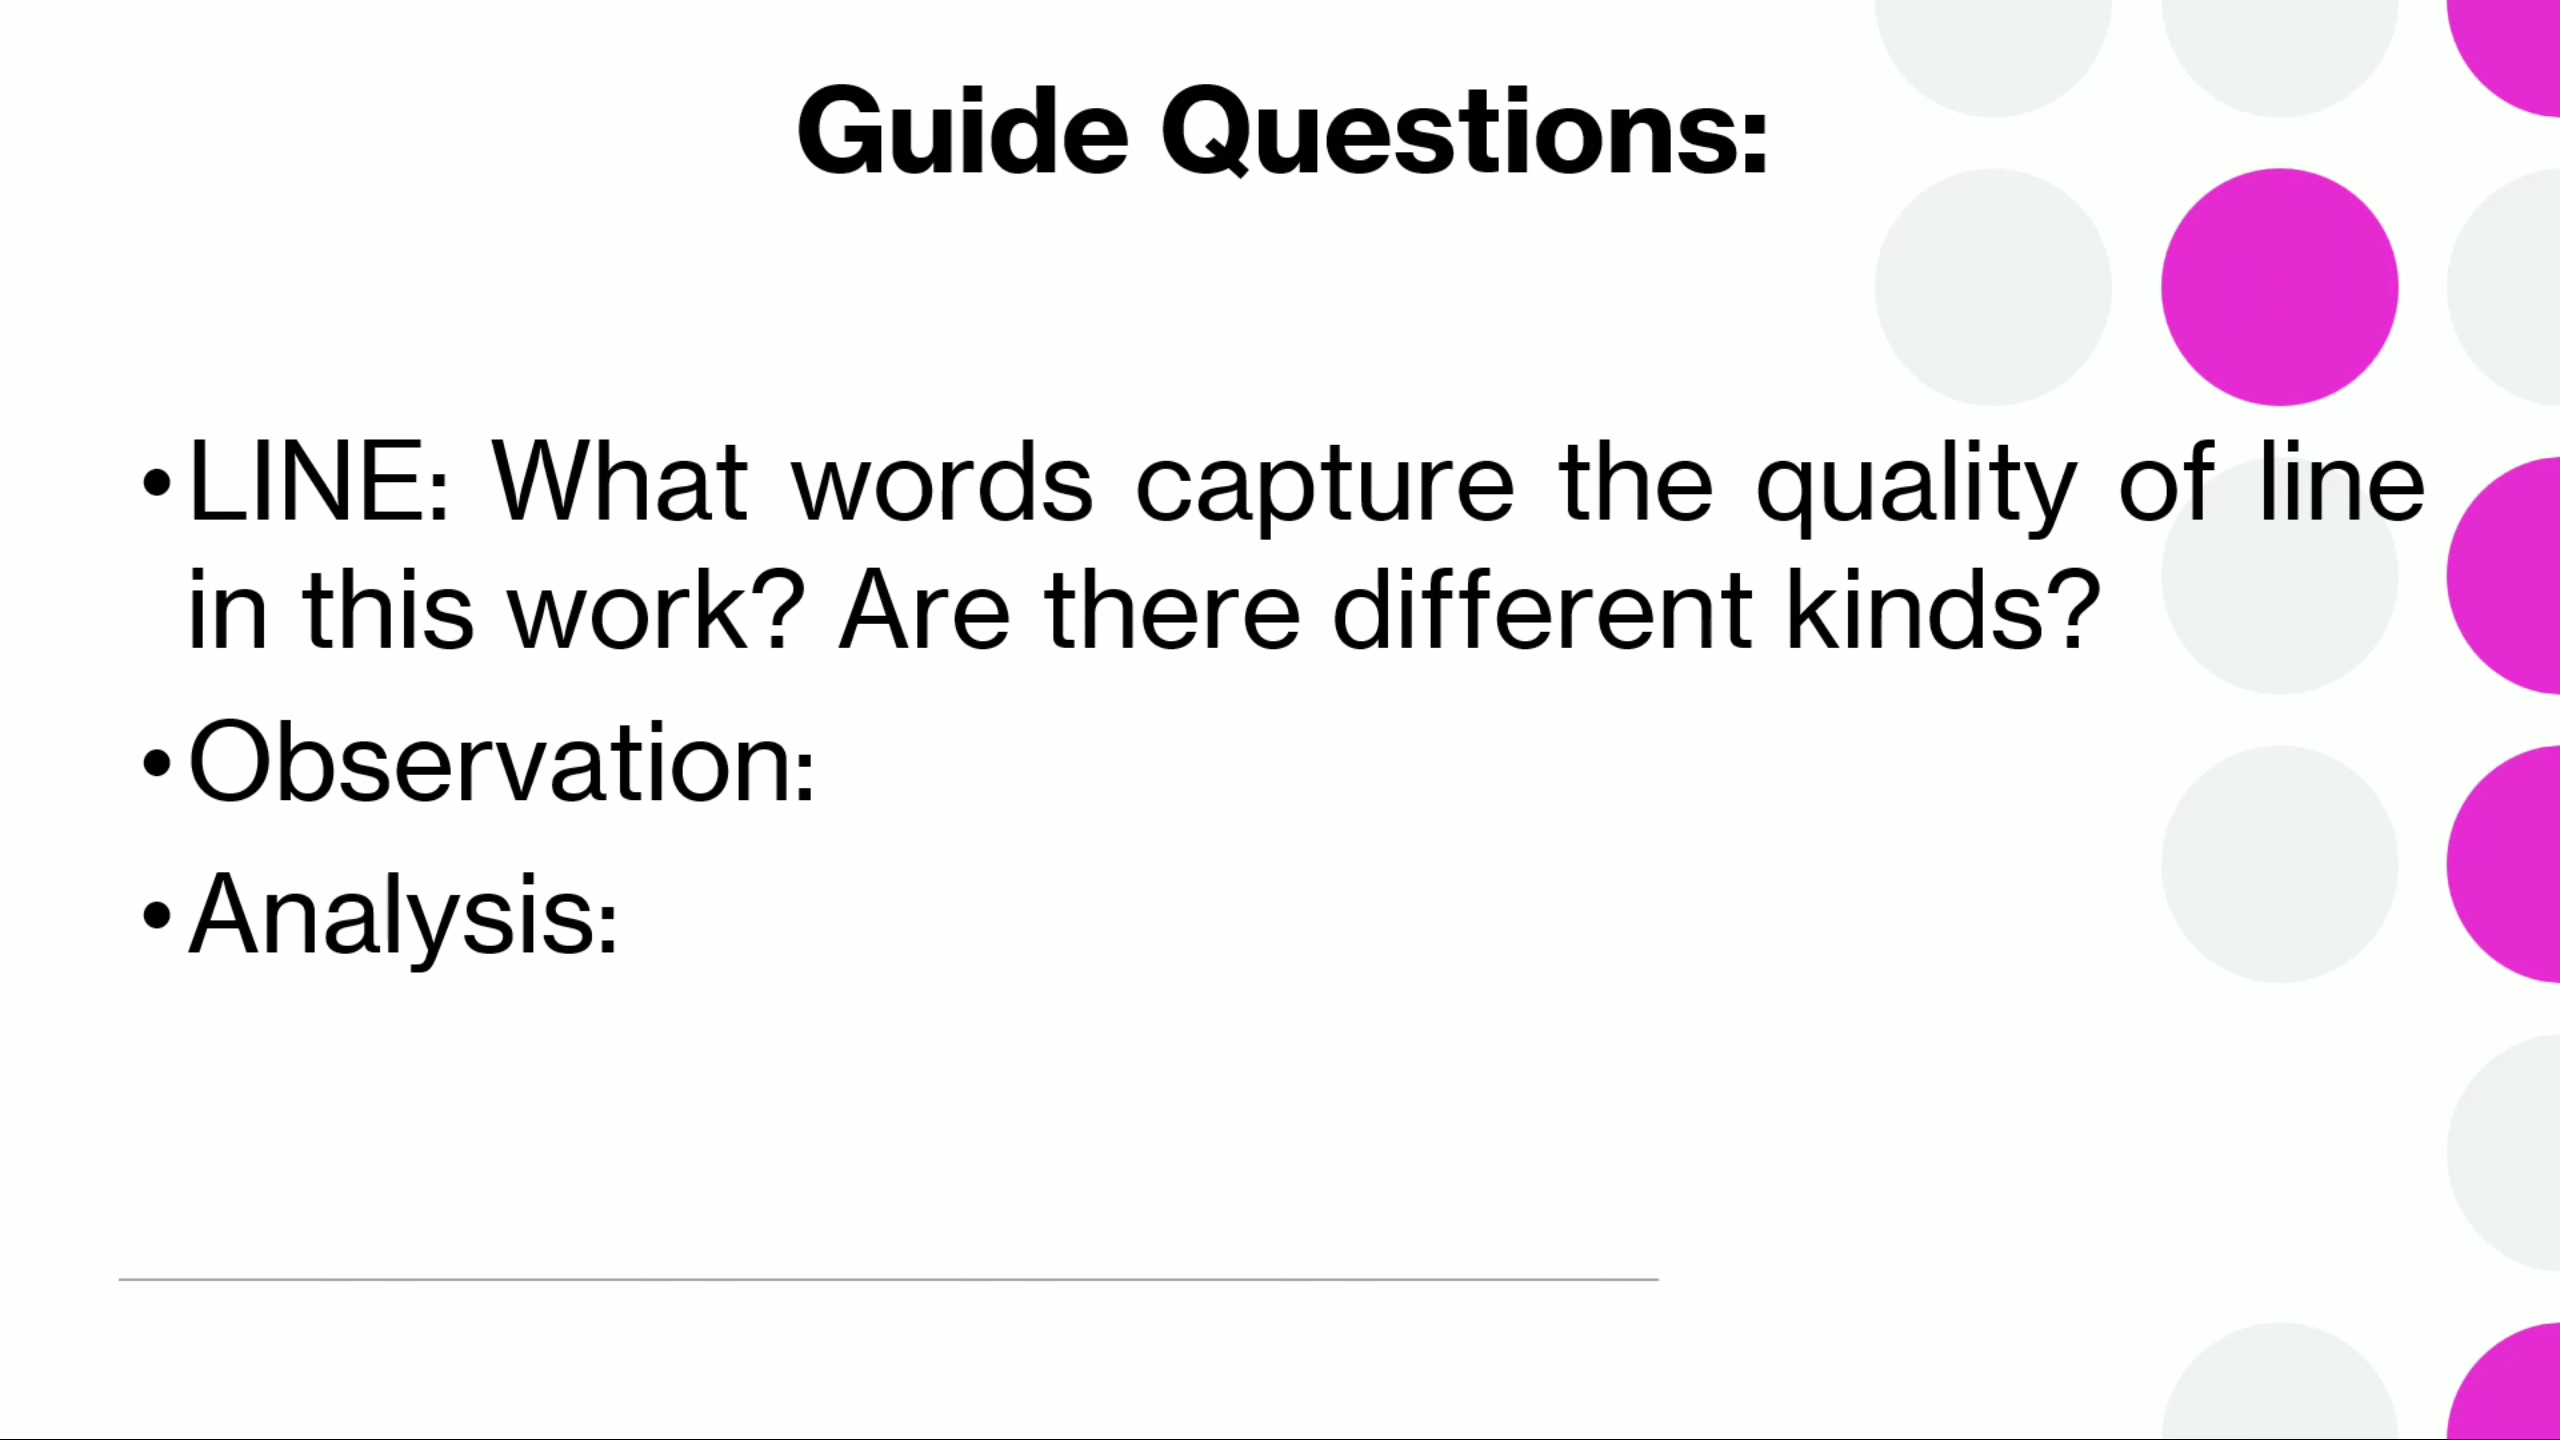 Guide Questions:
•LINE: What words capture the quality of line
in this work? Are there different kinds?
•Observation:
•Analysis: